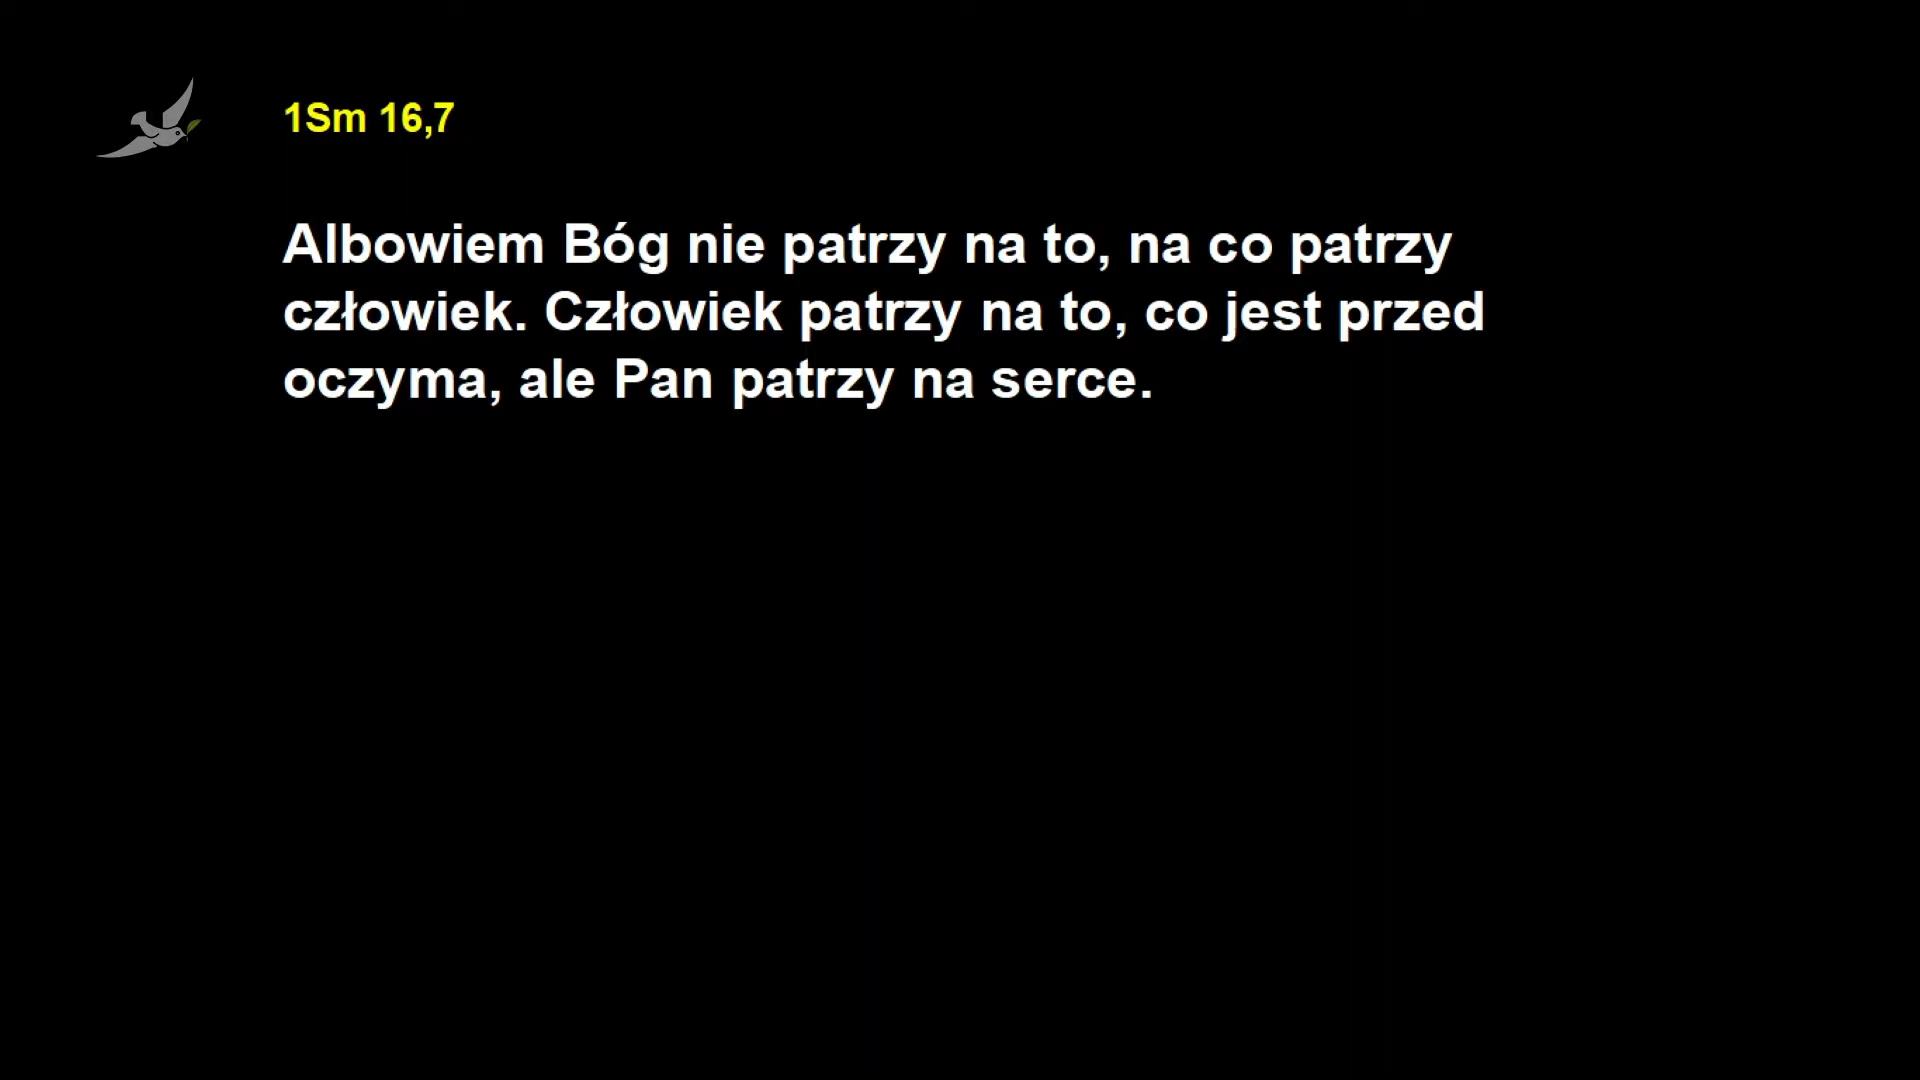 1Sm 16,7
Albowiem Bóg nie patrzy na to, na co patrzy
człowiek. Człowiek patrzy na to, co jest przed
oczyma, ale Pan patrzy na serce.